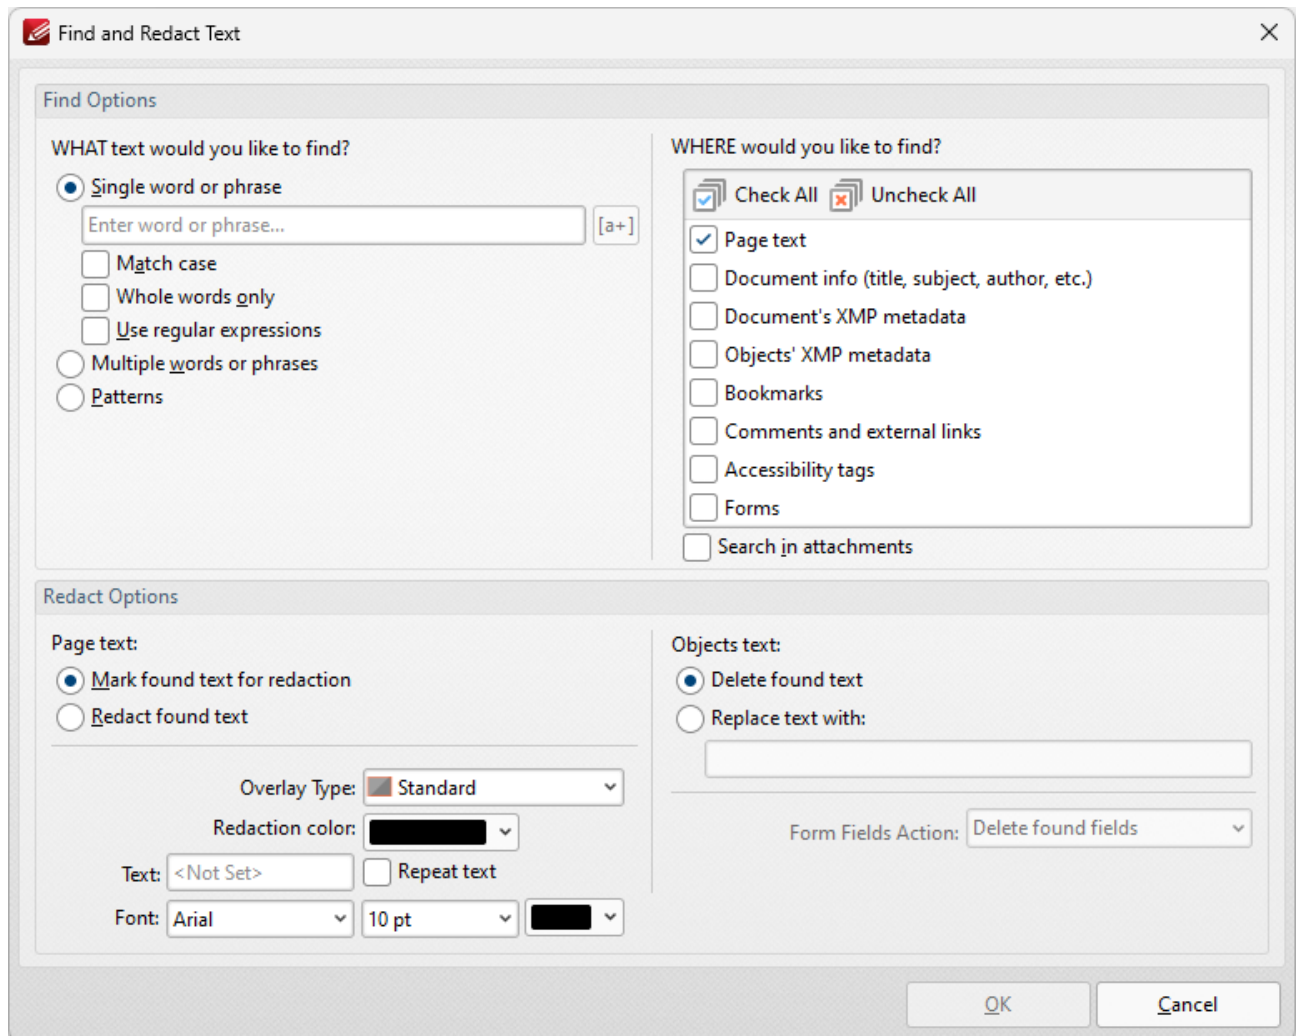 Find and Redact Text
Find Options
WHAT text would you like to find?
Single word or phrase
Enter word or phrase...
[a+]
Match case
Whole words only
Use regular expressions
Multiple words or phrases
Patterns
WHERE would you like to find?
Check All
Uncheck All
Page text
Document info (title, subject, author, etc.)
Document's XMP metadata
Objects' XMP metadata
Bookmarks
Comments and external links
Accessibility tags
Forms
Search in attachments
Redact Options
Page text:
Mark found text for redaction
Redact found text
Overlay Type: Standard
Redaction color:
Text: <Not Set> Repeat text
Font: Arial 10 pt
Objects text:
Delete found text
Replace text with:
Form Fields Action: Delete found fields
OK Cancel